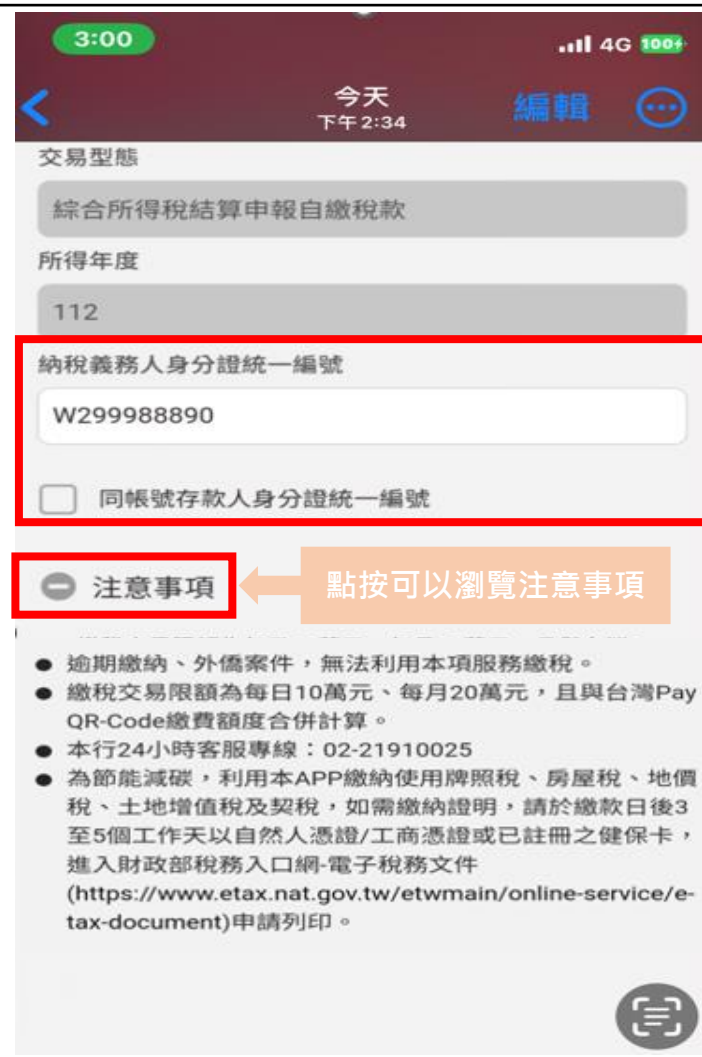 3:00
4G 100
今天
下午 2:34
編輯
交易型態
綜合所得稅結算申報自繳稅款
所得年度
112
納稅義務人身分證統一編號
W299988890
同帳號存款人身分證統一編號
注意事項
點按可以瀏覽注意事項
● 逾期繳納、外僑案件，無法利用本項服務繳稅。
● 繳稅交易限額為每日10萬元、每月20萬元，且與台灣Pay
QR-Code繳費額度合併計算。
● 本行24小時客服專線：02-21910025
● 為節能減碳，利用本APP繳納使用牌照稅、房屋稅、地價
稅、土地增值稅及契稅，如需繳納證明，請於繳款日後3
至5個工作天以自然人憑證/工商憑證或已註冊之健保卡，
進入財政部稅務入口網-電子稅務文件
(https://www.etax.nat.gov.tw/etwmain/online-service/e-
tax-document)申請列印。